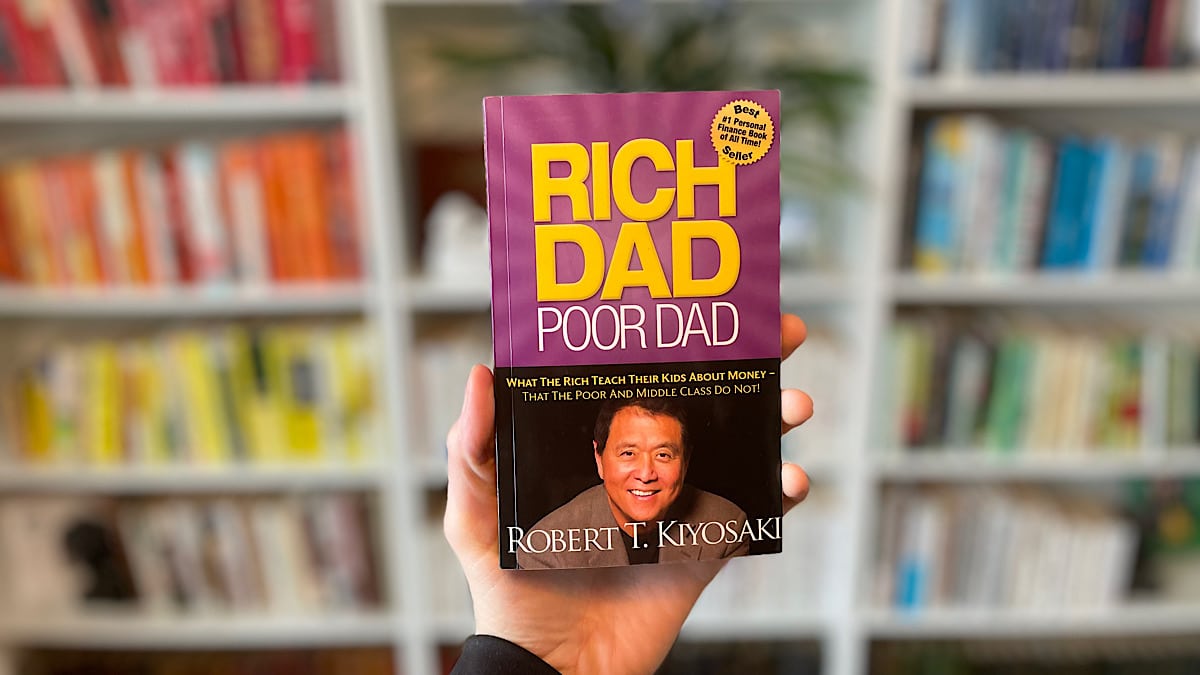 Best
#1 Personal
Finance Book
of All Time!
Seller
RICH
DAD
POOR DAD
WHAT THE RICH TEACH THEIR KIDS ABOUT MONEY –
THAT THE POOR AND MIDDLE CLASS DO NOT!
ROBERT T. KIYOSAKI